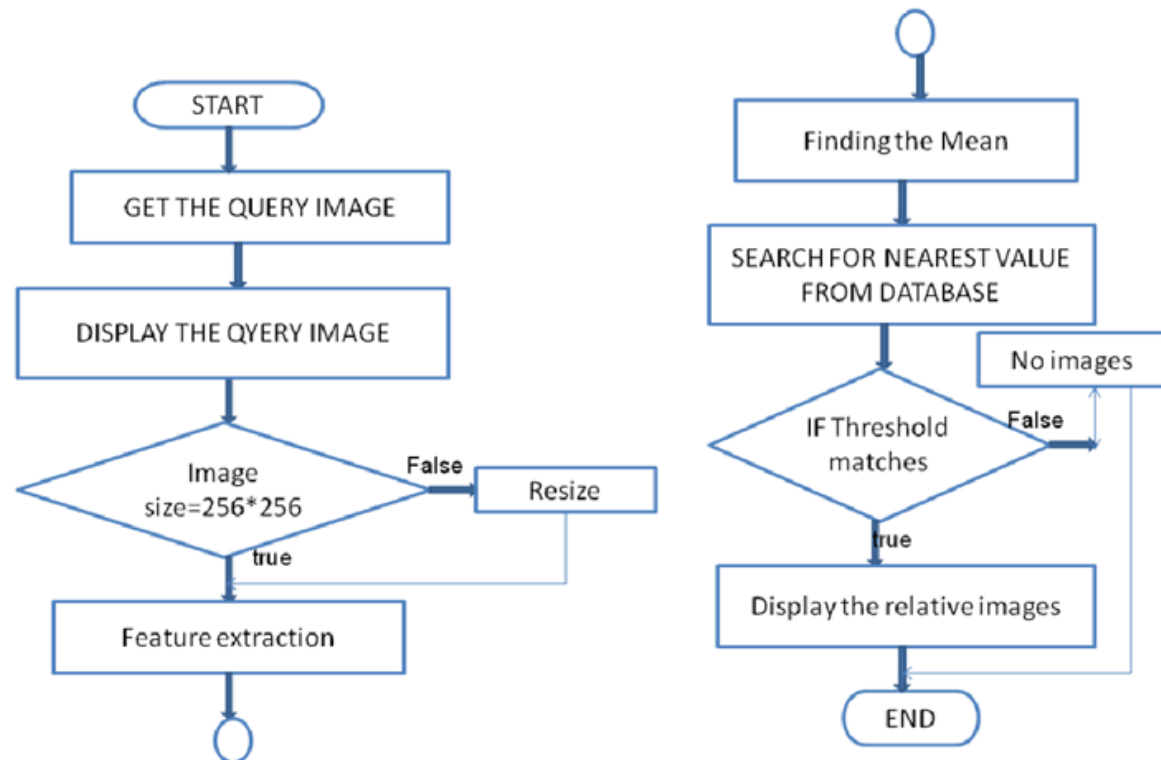 START
GET THE QUERY IMAGE
DISPLAY THE QYERY IMAGE
Image
size=256*256
False
Resize
true
Feature extraction
Finding the Mean
SEARCH FOR NEAREST VALUE
FROM DATABASE
IF Threshold
matches
False
No images
true
Display the relative images
END